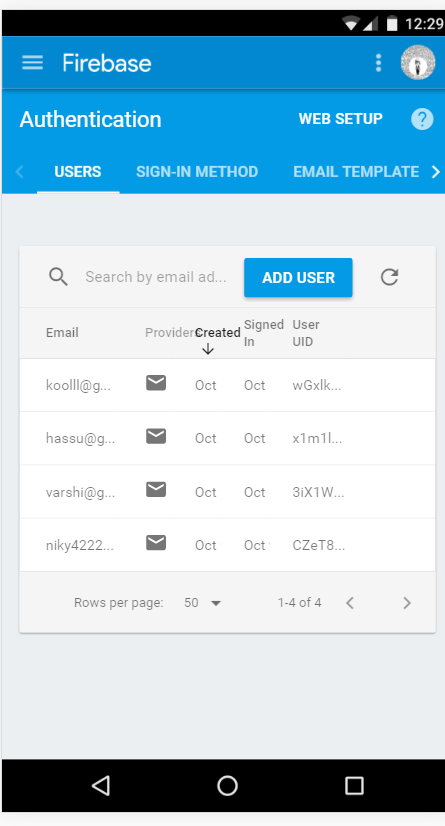 12:29
Firebase
Authentication WEB SETUP ?
USERS SIGN-IN METHOD EMAIL TEMPLATE
Search by email ad... ADD USER
Email Providers Created Signed In User UID
koolll@g... Oct Oct wGxlk...
hassu@g... Oct Oct x1m1l...
varshi@g... Oct Oct 3iX1W...
niky4222... Oct Oct CZeT8...
Rows per page: 50 1-4 of 4